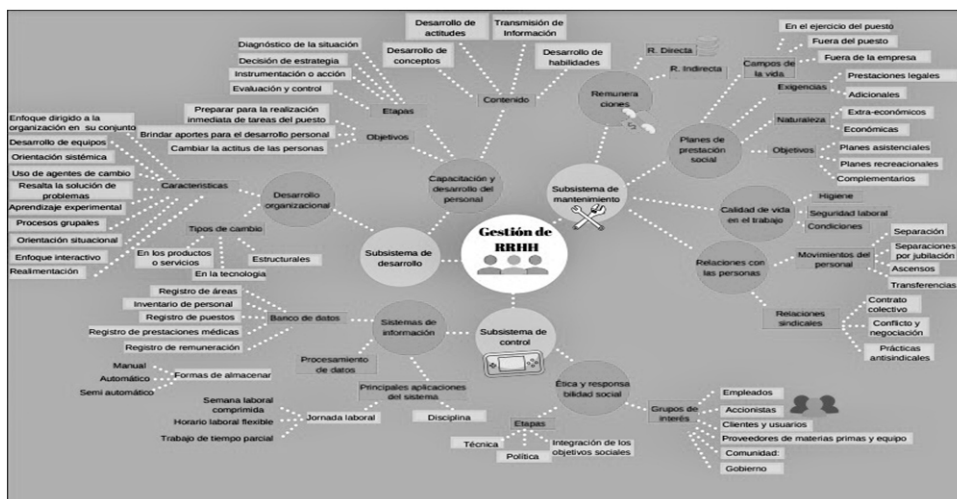 Gestión de
RRHH
Subsistema de
desarrollo
Capacitación y
desarrollo del
personal
Contenido
Desarrollo de
actitudes
Transmisión de
Información
Desarrollo de
conceptos
Desarrollo de
habilidades
Etapas
Diagnóstico de la situación
Decisión de estrategia
Instrumentación o acción
Evaluación y control
Objetivos
Preparar para la realización
inmediata de tareas del puesto
Brindar aportes para el desarrollo personal
Cambiar la actitus de las personas
Desarrollo
organizacional
Características
Enfoque dirigido a la
organización en su conjunto
Desarrollo de equipos
Orientación sistémica
Uso de agentes de cambio
Resalta la solución de
problemas
Aprendizaje experimental
Procesos grupales
Orientación situacional
Enfoque interactivo
Realimentación
Tipos de cambio
En los productos
o servicios
En la tecnologia
Estructurales
Subsistema de
mantenimiento
Remunera
ciones
R. Directa
R. Indirecta
Planes de
prestación
social
Campos de
la vida
En el ejercicio del puesto
Fuera del puesto
Fuera de la empresa
Exigencias
Prestaciones legales
Adicionales
Naturaleza
Extra-económicos
Económicas
Objetivos
Planes asistenciales
Planes recreacionales
Complementarios
Calidad de vida
en el trabajo
Higiene
Seguridad laboral
Condiciones
Relaciones con
las personas
Movimientos del
personal
Separación
Separaciones
por jubilación
Ascensos
Transferencias
Relaciones
sindicales
Contrato
colectivo
Conflicto y
negociación
Prácticas
antisindicales
Subsistema de
control
Sistemas de
información
Banco de datos
Registro de áreas
Inventario de personal
Registro de puestos
Registro de prestaciones médicas
Registro de remuneración
Procesamiento
de datos
Formas de almacenar
Manual
Automático
Semi automático
Principales aplicaciones
del sistema
Jornada laboral
Semana laboral
comprimida
Horario laboral flexible
Trabajo de tiempo parcial
Disciplina
Ética y responsa
bilidad social
Etapas
Técnica
Política
Integración de los
objetivos sociales
Grupos de
interés
Empleados
Accionistas
Clientes y usuarios
Proveedores de materias primas y equipo
Comunidad:
Gobierno